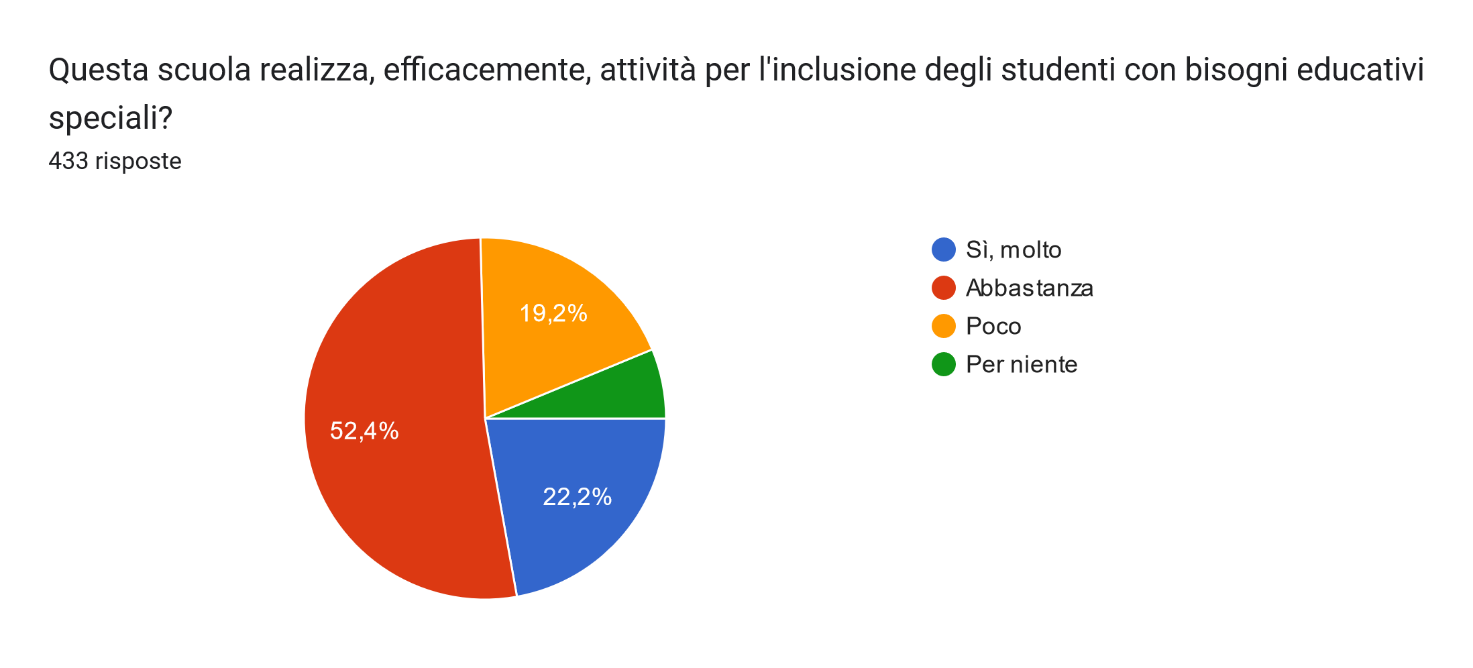 Questa scuola realizza, efficacemente, attività per l'inclusione degli studenti con bisogni educativi
speciali?
433 risposte
Sì, molto
Abbastanza
Poco
Per niente
19,2%
52,4%
22,2%